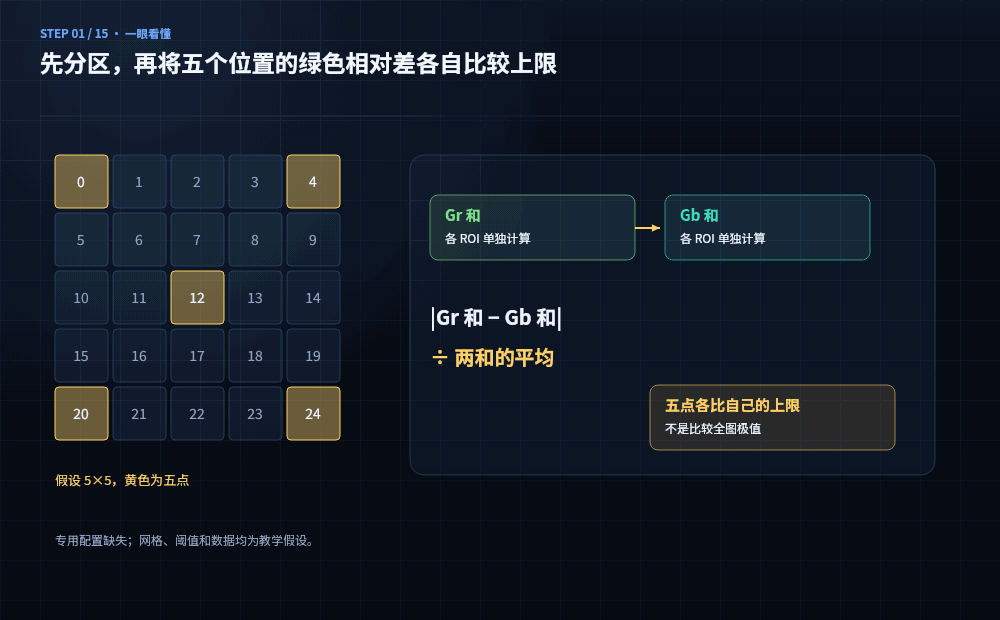 STEP 01 / 15 · 一眼看懂
先分区，再将五个位置的绿色相对差各自比较上限
0 1 2 3 4
5 6 7 8 9
10 11 12 13 14
15 16 17 18 19
20 21 22 23 24
假设 5×5，黄色为五点
Gr 和
各 ROI 单独计算
Gb 和
各 ROI 单独计算
|Gr 和 − Gb 和|
÷ 两和的平均
五点各比自己的上限
不是比较全图极值
专用配置缺失；网格、阈值和数据均为教学假设。